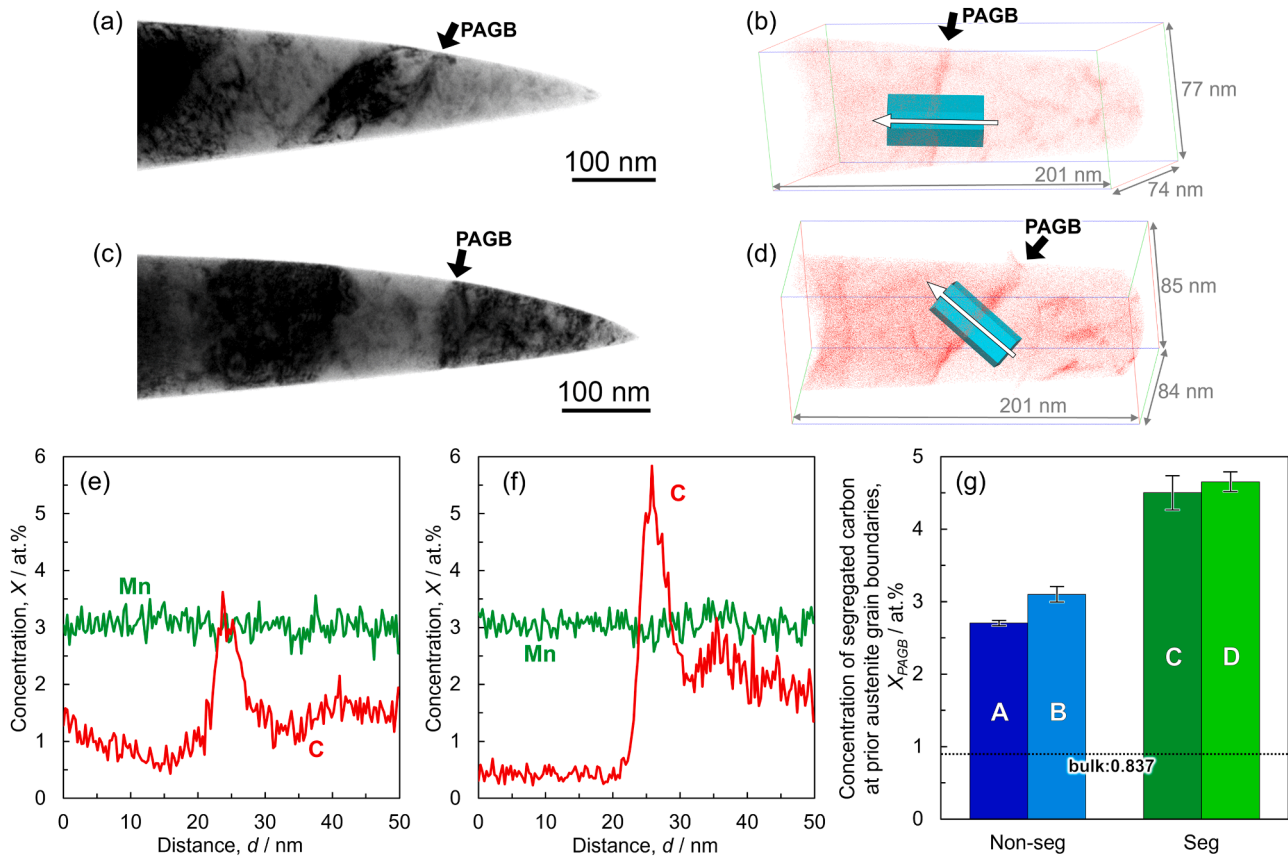 (a)
PAGB
100 nm
(b)
PAGB
77 nm
201 nm
74 nm
(c)
PAGB
100 nm
(d)
PAGB
85 nm
201 nm
84 nm
(e)
Concentration, X / at.%
6
5
4
3
2
1
0
Mn
C
0 10 20 30 40 50
Distance, d / nm
(f)
Concentration, X / at.%
6
5
4
3
2
1
0
C
Mn
0 10 20 30 40 50
Distance, d / nm
(g)
Concentration of segregated carbon
at prior austenite grain boundaries,
X_PAGB / at.%
5
4
3
2
1
0
A
B
C
D
bulk:0.837
Non-seg
Seg